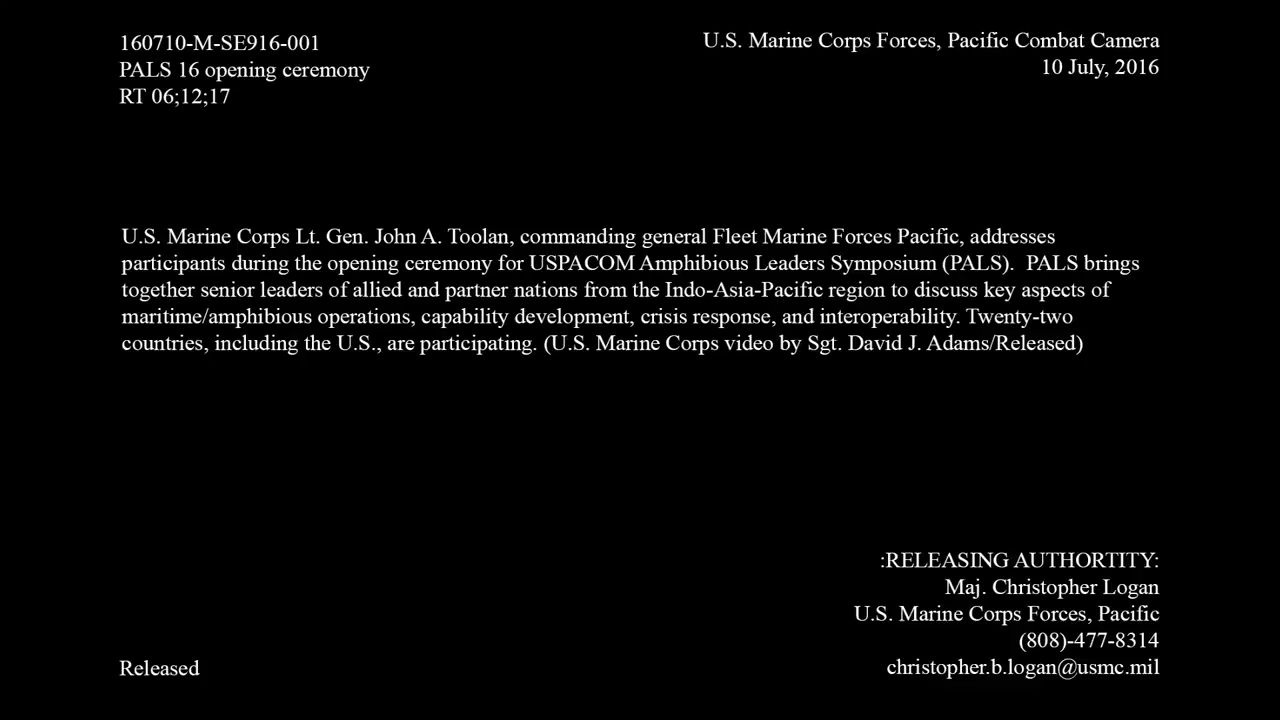 160710-M-SE916-001
PALS 16 opening ceremony
RT 06;12;17
U.S. Marine Corps Forces, Pacific Combat Camera
10 July, 2016
U.S. Marine Corps Lt. Gen. John A. Toolan, commanding general Fleet Marine Forces Pacific, addresses
participants during the opening ceremony for USPACOM Amphibious Leaders Symposium (PALS).  PALS brings
together senior leaders of allied and partner nations from the Indo-Asia-Pacific region to discuss key aspects of
maritime/amphibious operations, capability development, crisis response, and interoperability. Twenty-two
countries, including the U.S., are participating. (U.S. Marine Corps video by Sgt. David J. Adams/Released)
:RELEASING AUTHORTITY:
Maj. Christopher Logan
U.S. Marine Corps Forces, Pacific
(808)-477-8314
christopher.b.logan@usmc.mil
Released